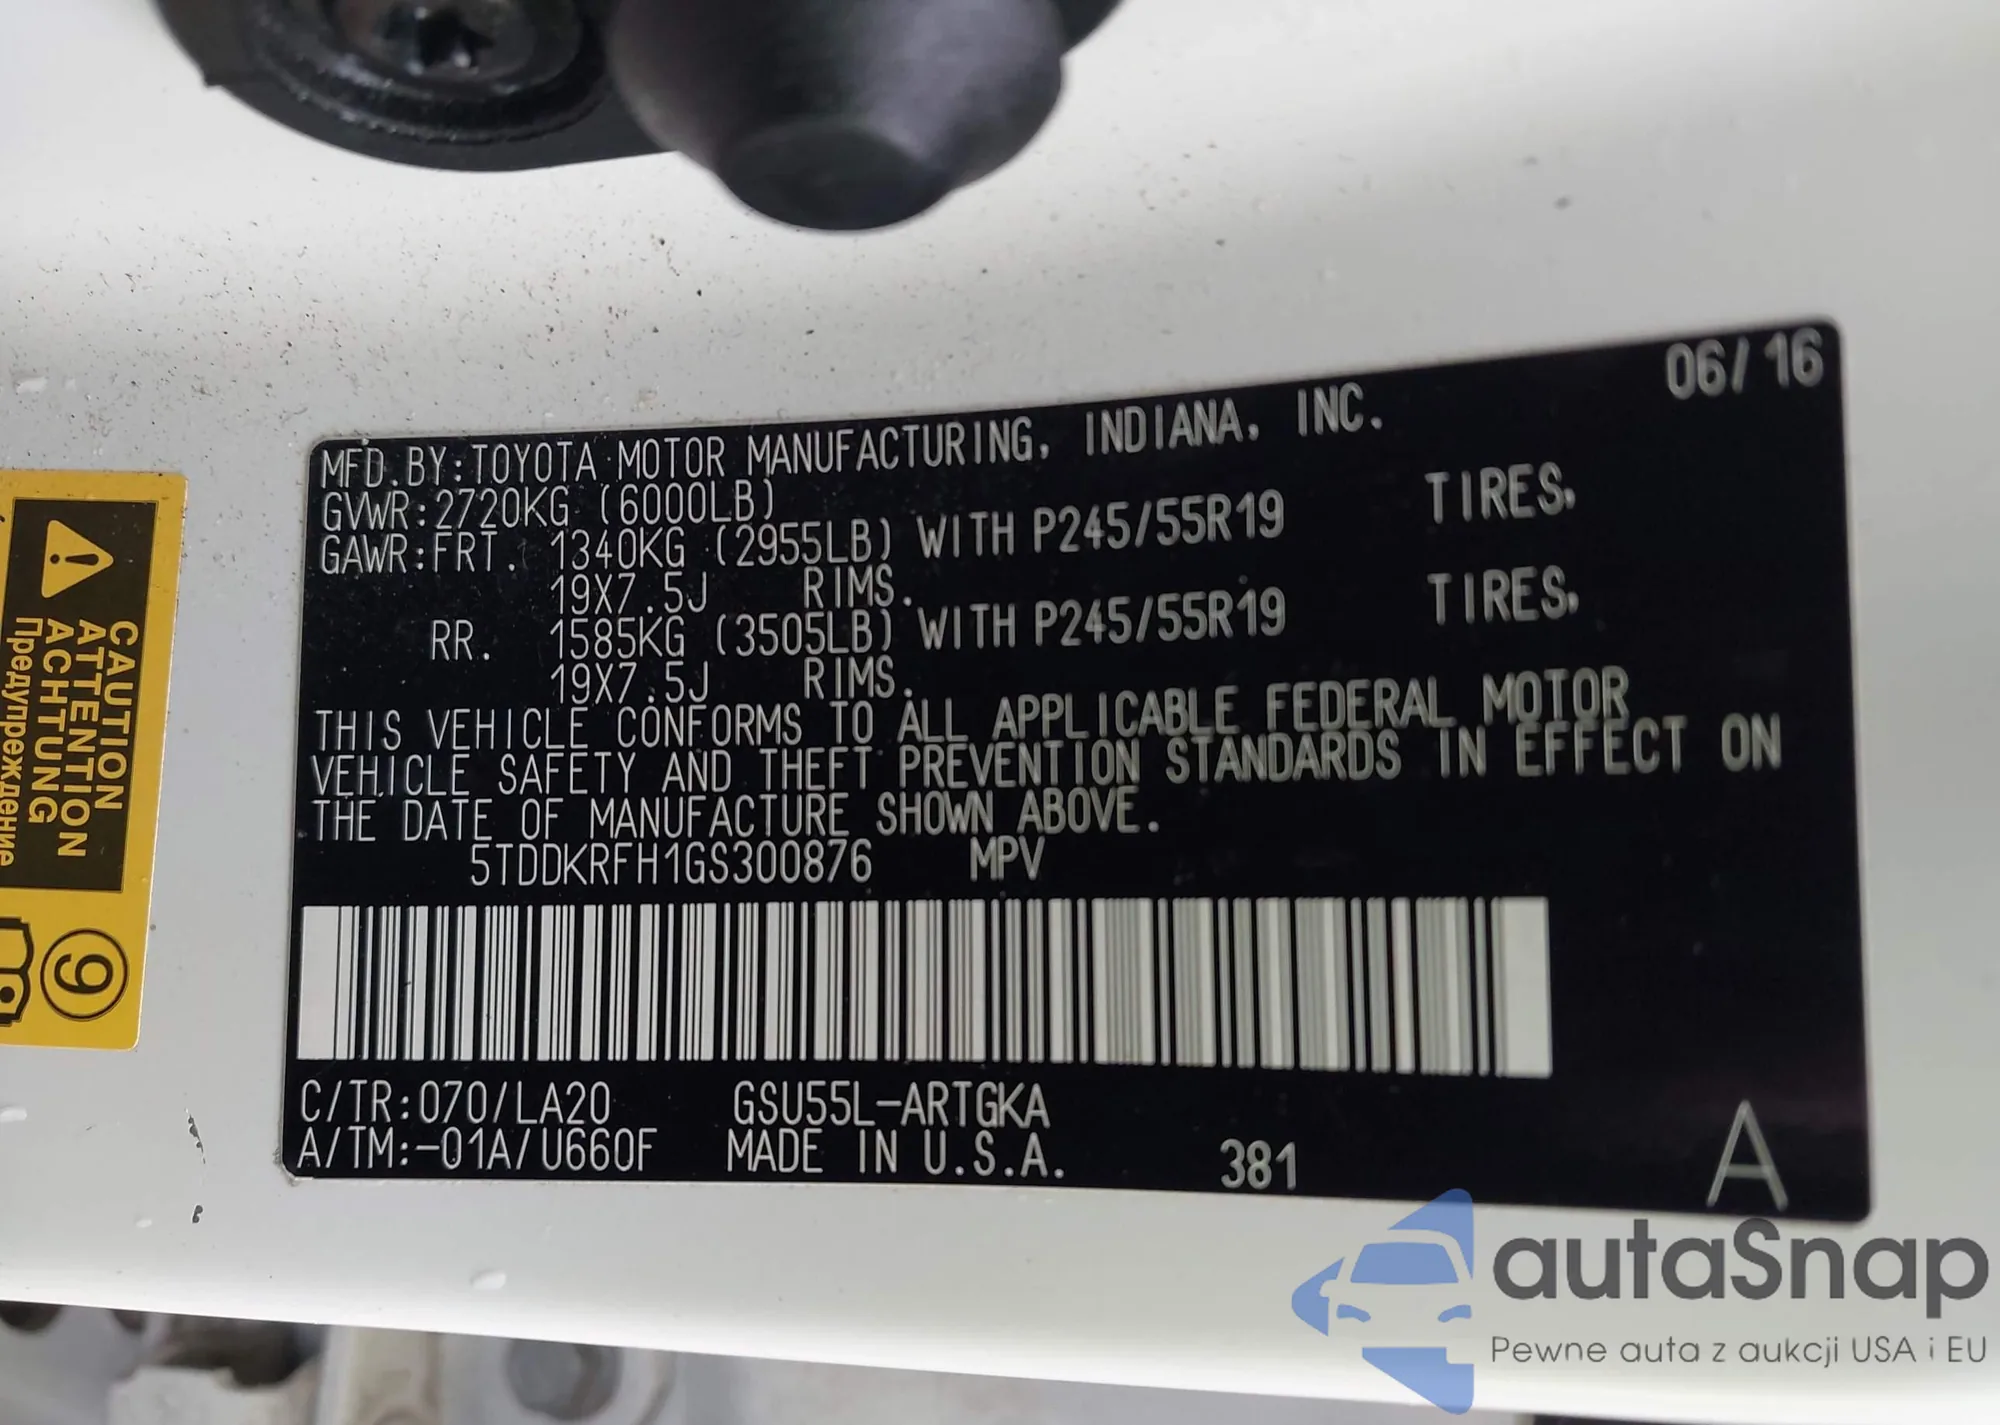 06/16
MFD.BY:TOYOTA MOTOR MANUFACTURING, INDIANA, INC.
GVWR:2720KG (6000LB)
GAWR:FRT. 1340KG (2955LB) WITH P245/55R19 TIRES,
19X7.5J RIMS.
RR. 1585KG (3505LB) WITH P245/55R19 TIRES,
19X7.5J RIMS.
THIS VEHICLE CONFORMS TO ALL APPLICABLE FEDERAL MOTOR
VEHICLE SAFETY AND THEFT PREVENTION STANDARDS IN EFFECT ON
THE DATE OF MANUFACTURE SHOWN ABOVE.
5TDDKRFH1GS300876 MPV
C/TR:070/LA20 GSU55L-ARTGKA
A/TM:-01A/U660F MADE IN U.S.A. 381 A
CAUTION
ATTENTION
ACHTUNG
Предупреждение
9
autaSnap
Pewne auta z aukcji USA i EU